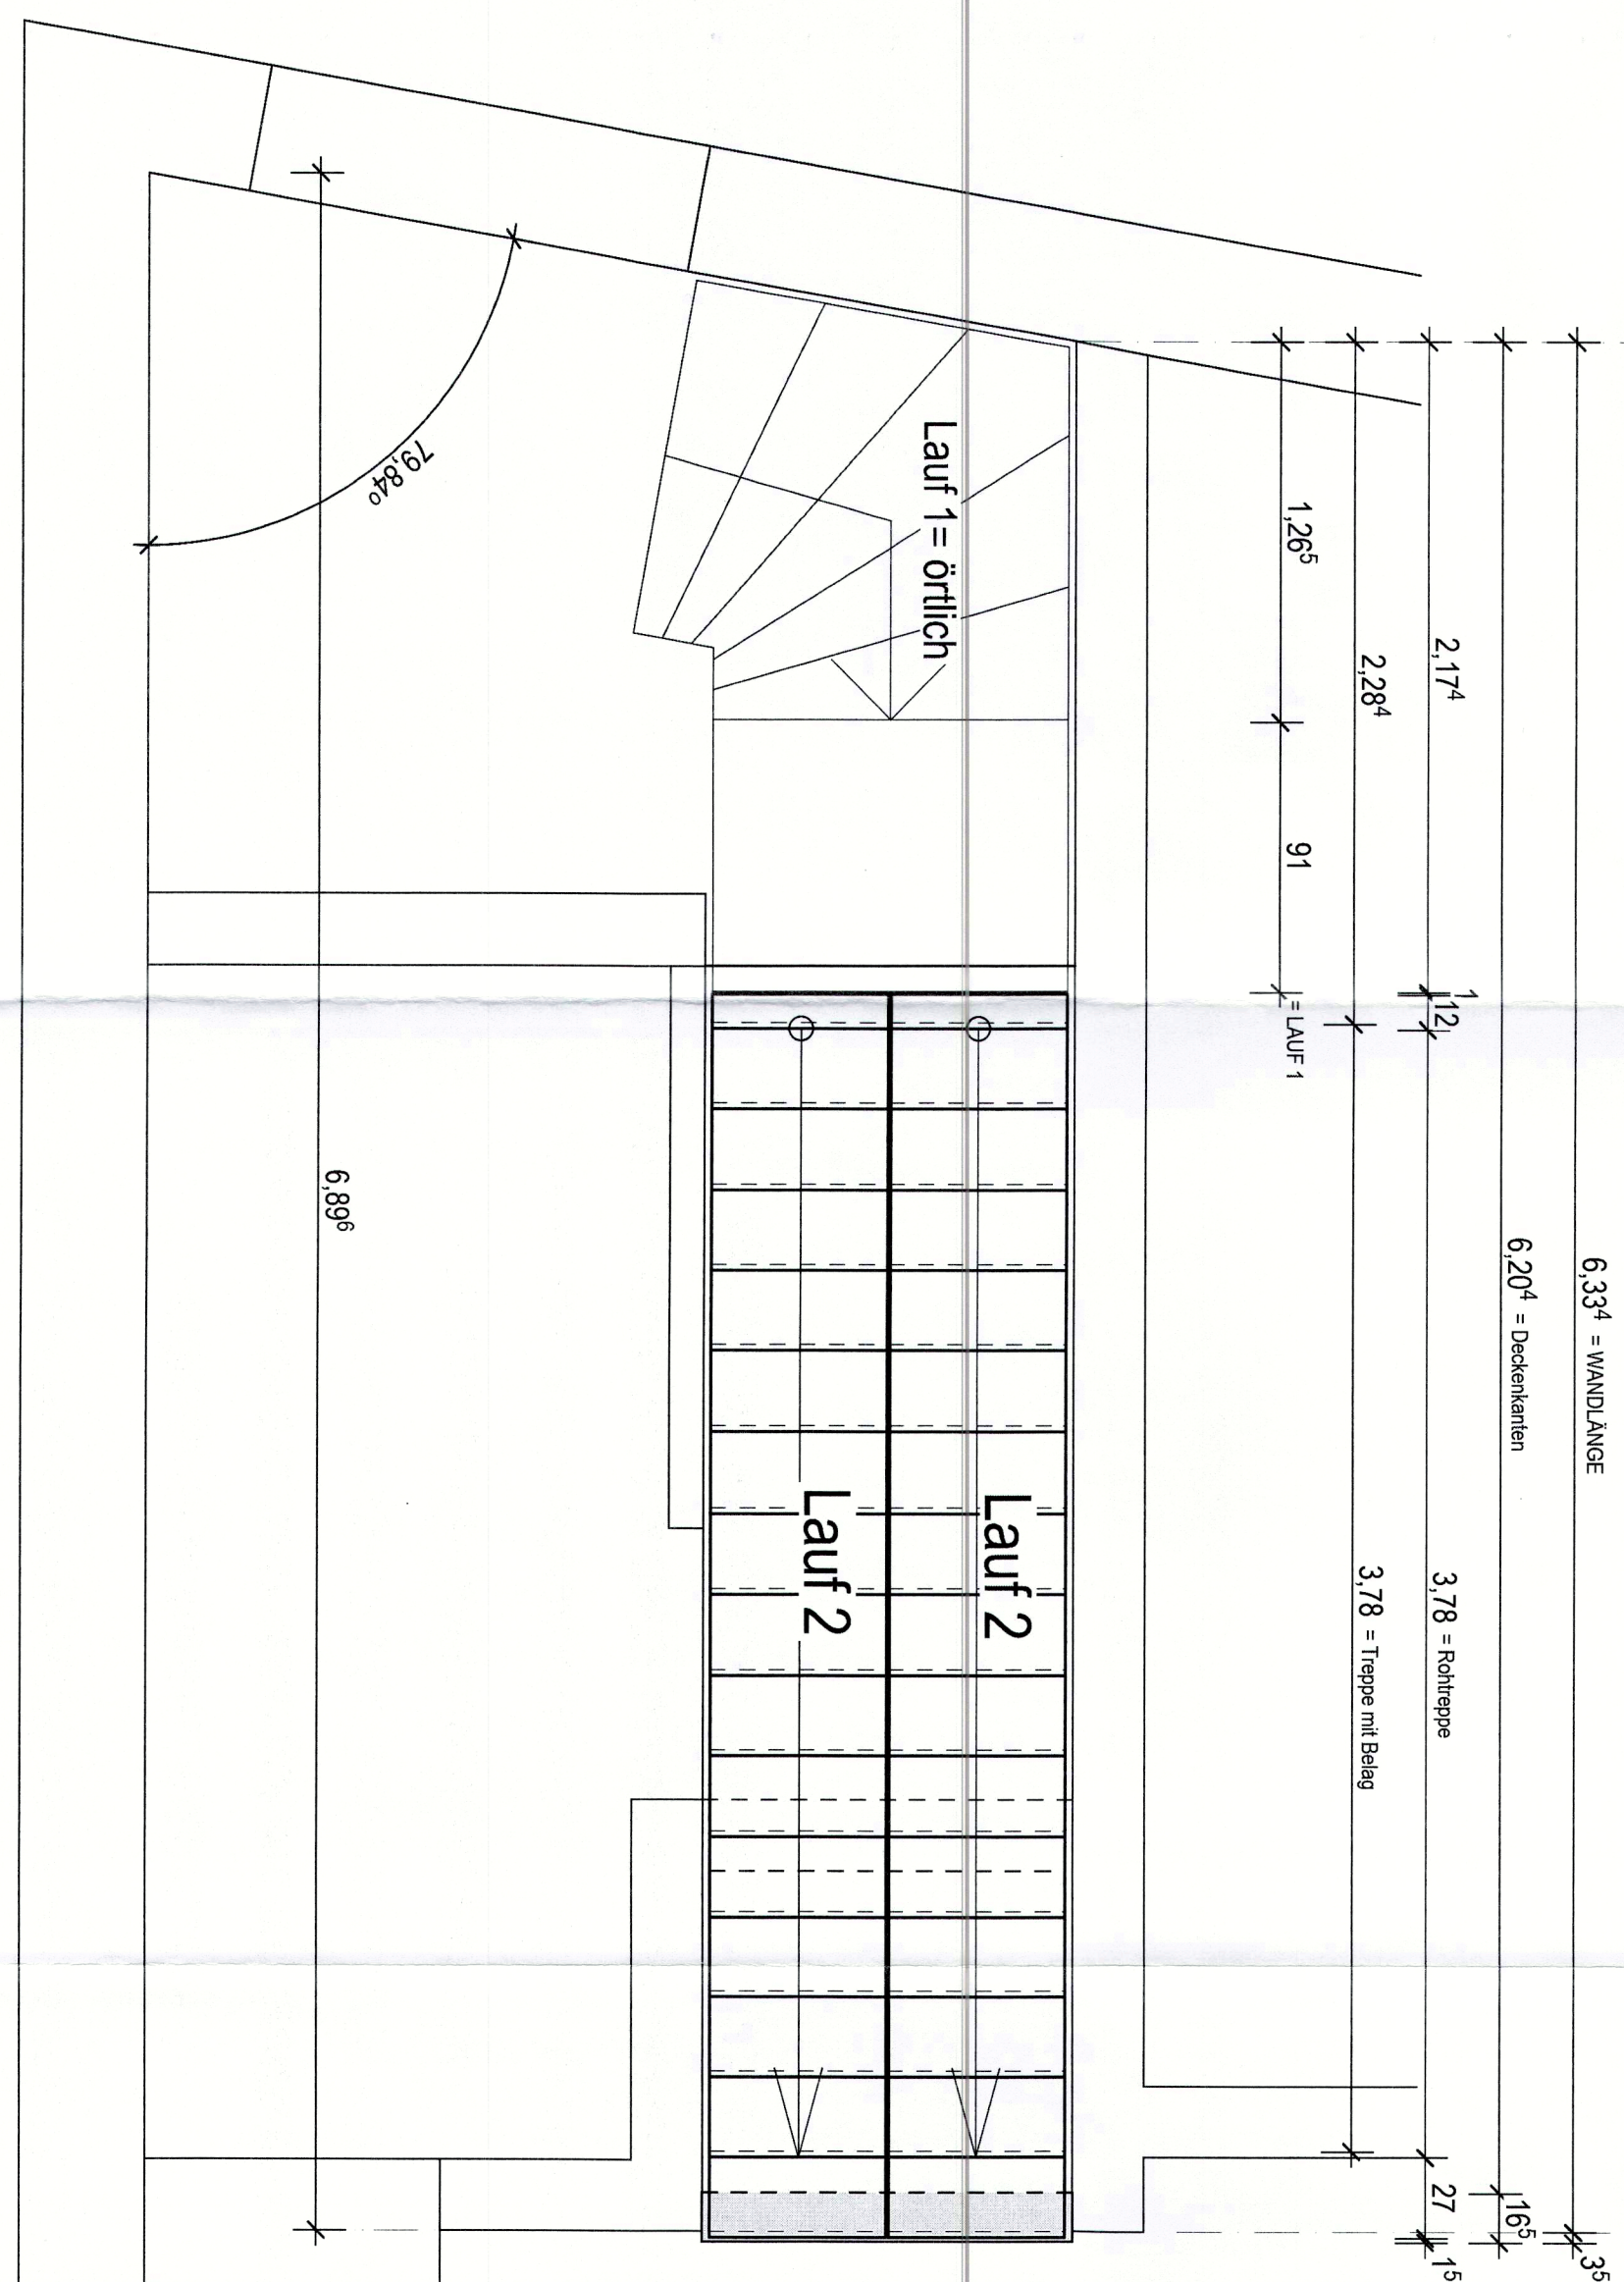 6,33⁴ = WANDLÄNGE
3⁵
6,20⁴ = Deckenkanten
16⁵
2,17⁴
1
12
3,78 = Rohtreppe
27
1⁵
2,28⁴
3,78 = Treppe mit Belag
1,26⁵
91
= LAUF 1
Lauf 1= örtlich
Lauf 2
Lauf 2
79,84°
6,89⁶